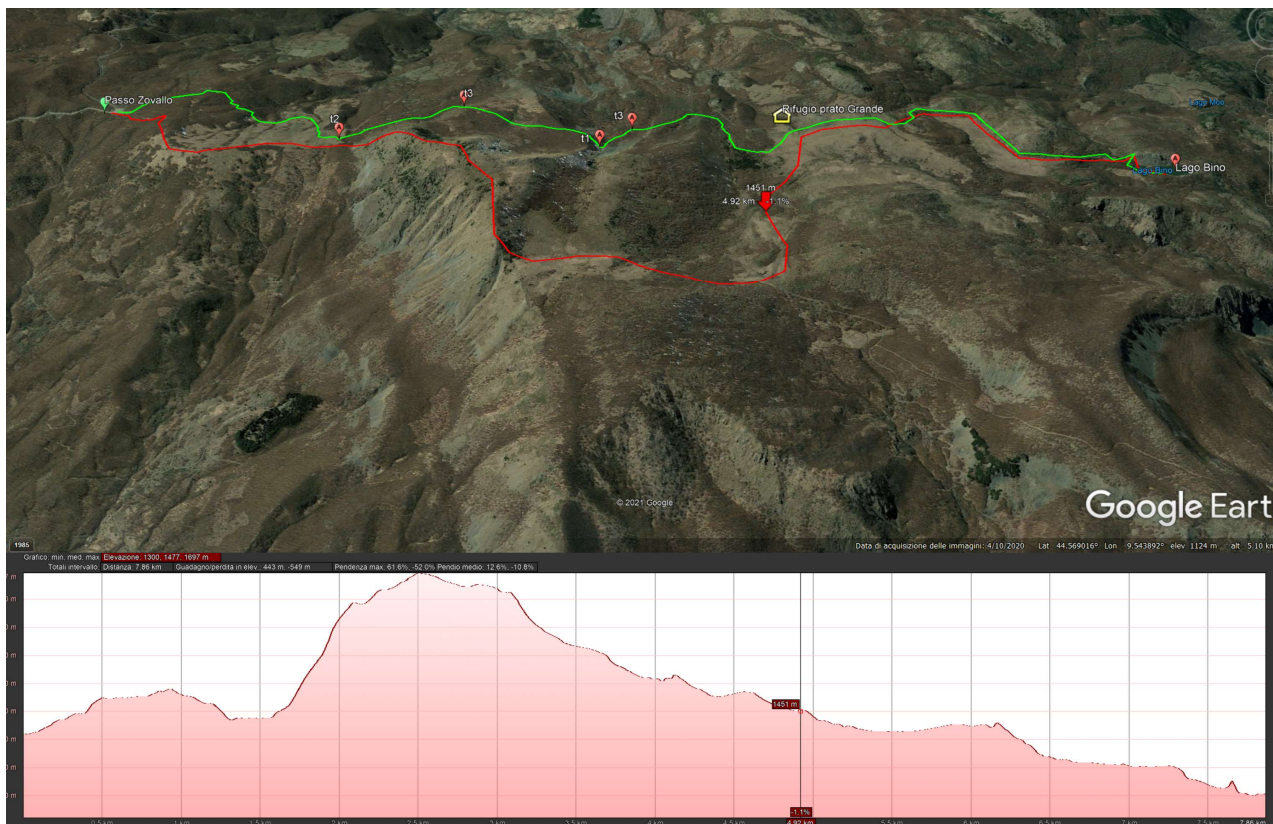 Passo Zovallo
t3
t2
t1
t3
Rifugio prato Grande
Lago Moo
Lago Bino
Lago Bino
1451 m
4.92 km -1.1%
© 2021 Google
Google Eart
1985
Data di acquisizione delle immagini: 4/10/2020 Lat 44.569016° Lon 9.543892° elev 1124 m alt 5.10 k
Grafico: min. med. max Elevazione: 1300, 1477, 1697 m
Totali intervallo Distanza: 7.86 km Guadagno/perdita in elev.: 443 m, -549 m Pendenza max: 61.6%, -52.0% Pendio medio: 12.6%, -10.8%
1451 m
-1.1%
0.5 km 1 km 1.5 km 2 km 2.5 km 3 km 3.5 km 4 km 4.5 km 4.92 km 5.5 km 6 km 6.5 km 7 km 7.86 km